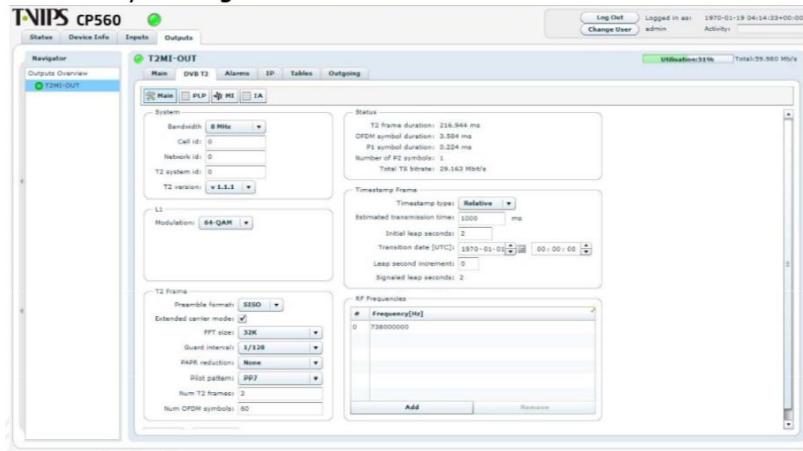 T-VIPS CP560
Log Out
Change User
Logged in as: 1970-01-19 04:14:33+00:00
admin Activity:
Status Device Info Inputs Outputs
Navigator
Outputs Overview
T2MI-OUT
T2MI-OUT
Utilisation:51% Total:59.980 Mb/s
Main DVB T2 Alarms IP Tables Outgoing
Main PLP MI IA
System
Bandwidth 8 MHz
Cell id: 0
Network id: 0
T2 system id: 0
T2 version: v 1.1.1
L1
Modulation: 64-QAM
T2 Frame
Preamble format: SISO
Extended carrier mode:
FFT size: 32K
Guard interval: 1/128
PAPR reduction: None
Pilot pattern: PP7
Num T2 frames: 2
Num OFDM symbols: 60
Status
T2 frame duration: 216.944 ms
OFDM symbol duration: 3.584 ms
P1 symbol duration: 0.224 ms
Number of P2 symbols: 1
Total TS bitrate: 29.163 Mbit/s
Timestamp Frame
Timestamp type: Relative
Estimated transmission time: 1000 ms
Initial leap seconds: 2
Transition date [UTC]: 1970-01-01 00:00:00
Leap second increment: 0
Signaled leap seconds: 2
RF Frequencies
# Frequency[Hz]
0 738000000
Add Remove